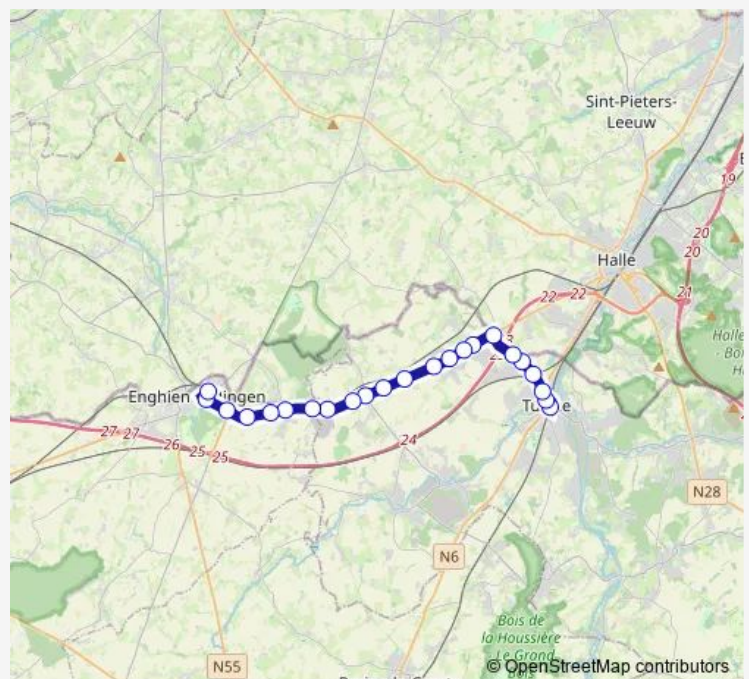 Sint-Pieters-
Leeuw
19
20
20
Halle
22
22
21
Halle
Enghien
24
27
27
26
25
25
N28
N6
Bois de
la Houssière
Le Grand
Bois
N55
© OpenStreetMap contributors